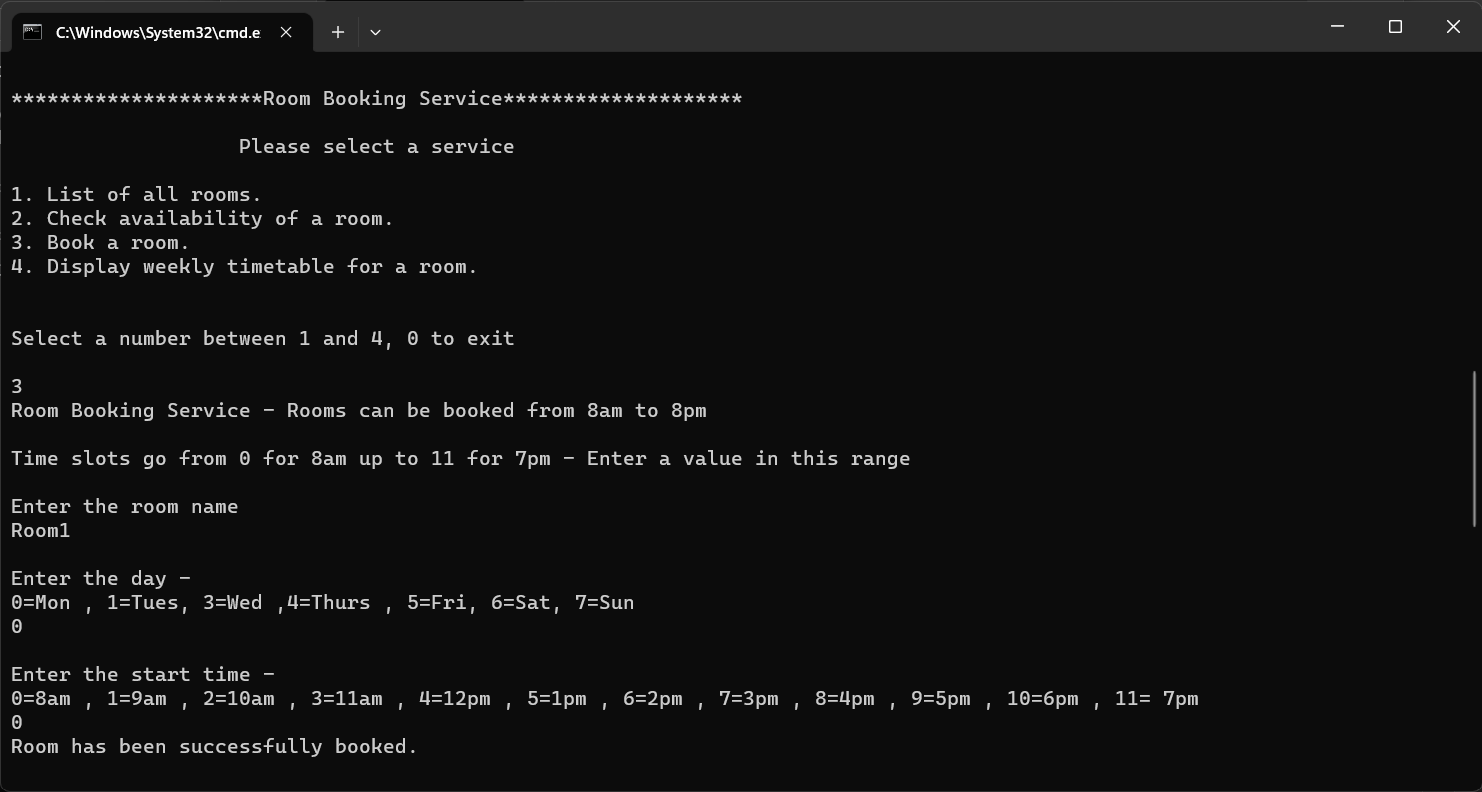 C:\Windows\System32\cmd.e
*********************Room Booking Service********************
Please select a service
1. List of all rooms.
2. Check availability of a room.
3. Book a room.
4. Display weekly timetable for a room.
Select a number between 1 and 4, 0 to exit
3
Room Booking Service - Rooms can be booked from 8am to 8pm
Time slots go from 0 for 8am up to 11 for 7pm - Enter a value in this range
Enter the room name
Room1
Enter the day -
0=Mon , 1=Tues, 3=Wed ,4=Thurs , 5=Fri, 6=Sat, 7=Sun
0
Enter the start time -
0=8am , 1=9am , 2=10am , 3=11am , 4=12pm , 5=1pm , 6=2pm , 7=3pm , 8=4pm , 9=5pm , 10=6pm , 11= 7pm
0
Room has been successfully booked.